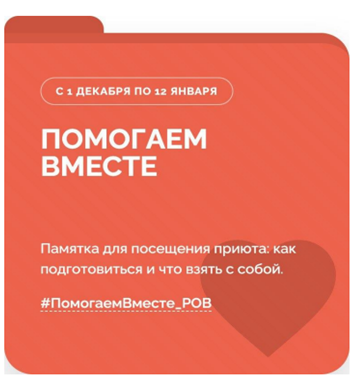 С 1 ДЕКАБРЯ ПО 12 ЯНВАРЯ
ПОМОГАЕМ
ВМЕСТЕ
Памятка для посещения приюта: как
подготовиться и что взять с собой.
#ПомогаемВместе_РОВ